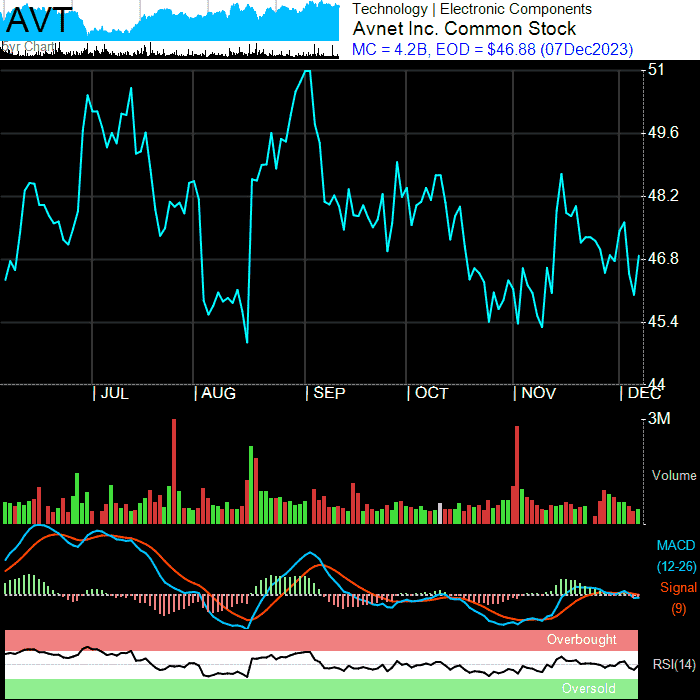 AVT
5yr Chart
Technology | Electronic Components
Avnet Inc. Common Stock
MC = 4.2B, EOD = $46.88 (07Dec2023)
51
49.6
48.2
46.8
45.4
44
JUL AUG SEP OCT NOV DEC
3M
Volume
MACD
(12-26)
Signal
(9)
Overbought
RSI(14)
Oversold